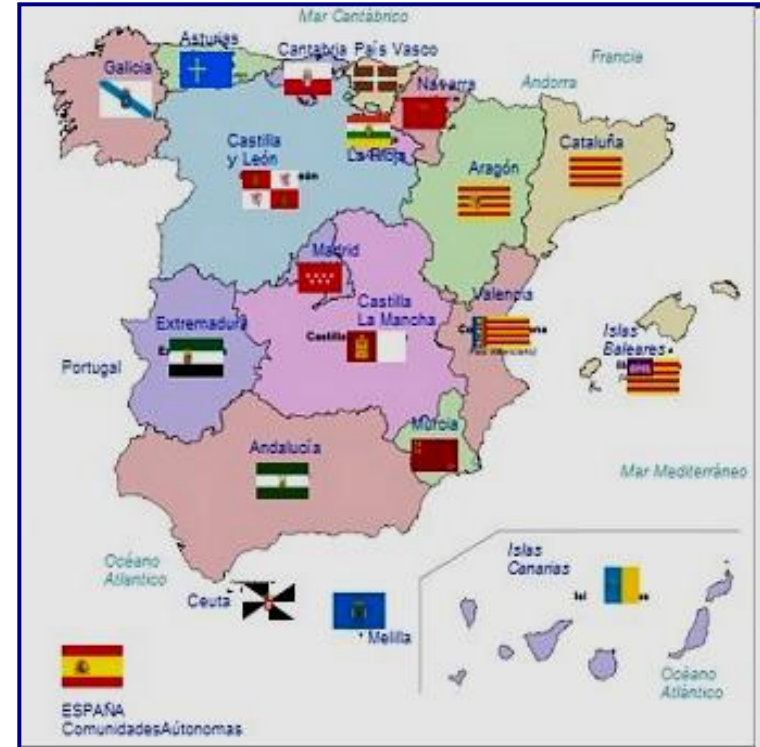 Mar Cantábrico
Asturias
Cantabria
País Vasco
Francia
Galicia
Navarra
Andorra
Castilla
y León
La Rioja
Cataluña
Aragón
Madrid
Castilla
La Mancha
Castilla
Valencia
Extremadura
Islas
Baleares
Portugal
Murcia
Andalucía
Mar Mediterráneo
Océano
Atlantico
Islas
Canarias
Ceuta
Melilla
Océano
Atlántico
ESPAÑA
ComunidadesAútonomas